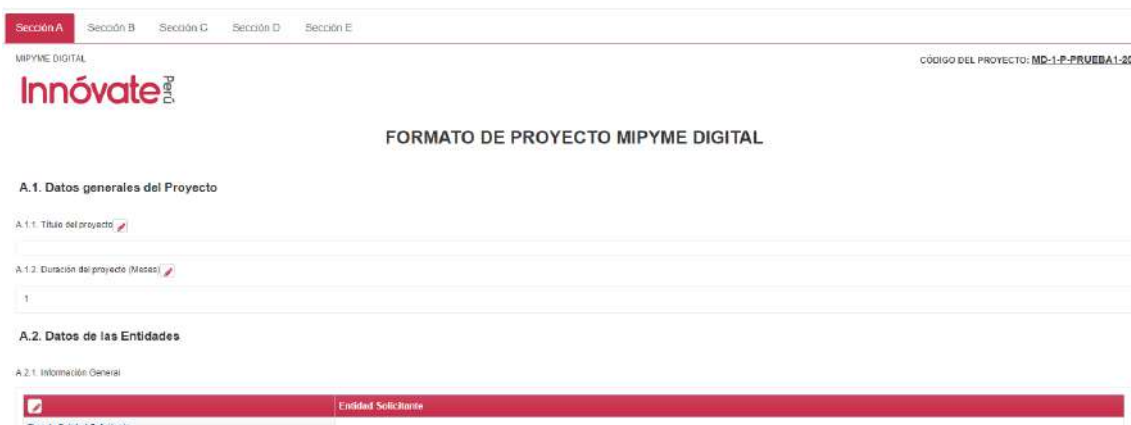 Sección A Sección B Sección C Sección D Sección E
MIPYME DIGITAL
CÓDIGO DEL PROYECTO: MD-1-P-PRUEBA1-20
Innóvate Perú
FORMATO DE PROYECTO MIPYME DIGITAL
A.1. Datos generales del Proyecto
A.1.1. Título del proyecto
A.1.2. Duración del proyecto (Meses)
1
A.2. Datos de las Entidades
A.2.1. Información General
Entidad Solicitante